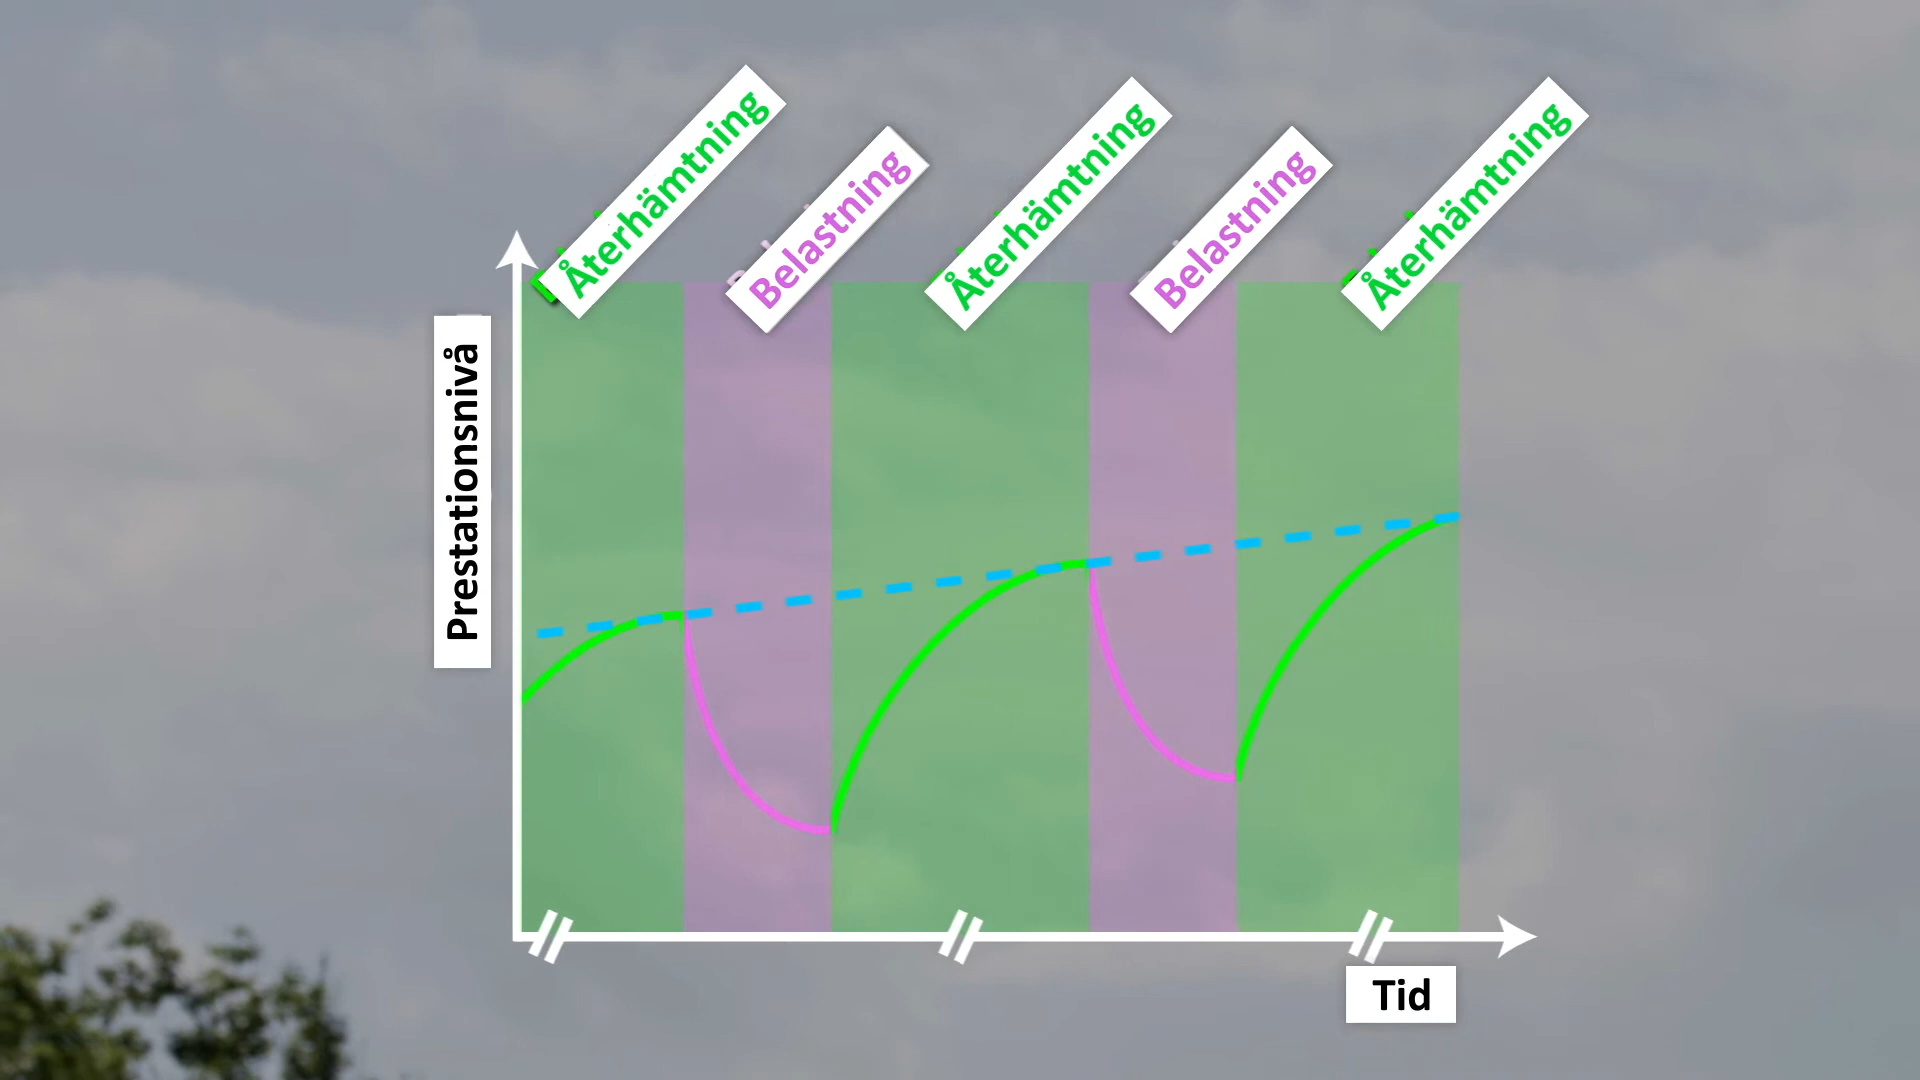 Återhämtning
Belastning
Återhämtning
Belastning
Återhämtning
Prestationsnivå
Tid